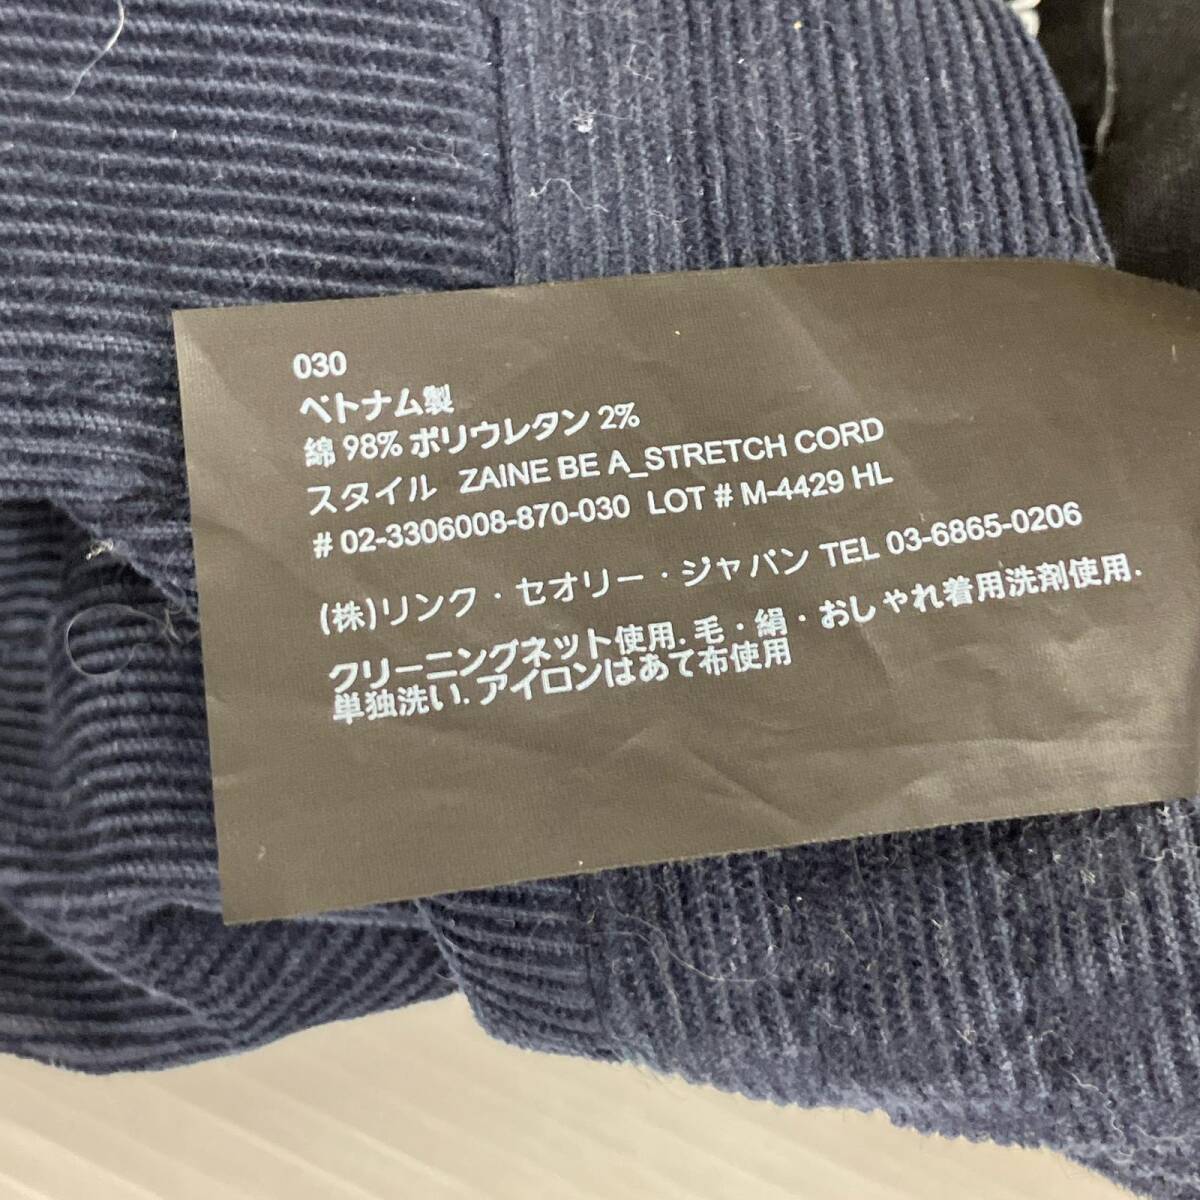 030
ベトナム製
綿 98% ポリウレタン 2%
スタイル ZAINE BE A_STRETCH CORD
# 02-3306008-870-030 LOT # M-4429 HL
(株)リンク・セオリー・ジャパン TEL 03-6865-0206
クリーニングネット使用.毛・絹・おしゃれ着用洗剤使用.
単独洗い.アイロンはあて布使用